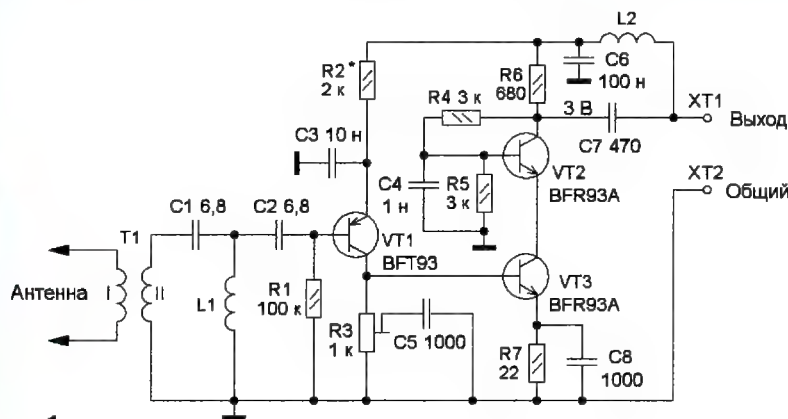 L2
R2*
2 к
R6
680
C6
100 н
R4 3 к
3 В
XT1
Выход
C3 10 н
C7 470
C4
1 н
R5
3 к
VT2
BFR93A
XT2
Общий
C1 6,8
C2 6,8
T1
VT1
BFT93
Антенна
I
II
L1
R1
100 к
VT3
BFR93A
R3
1 к
C5 1000
R7
22
C8
1000